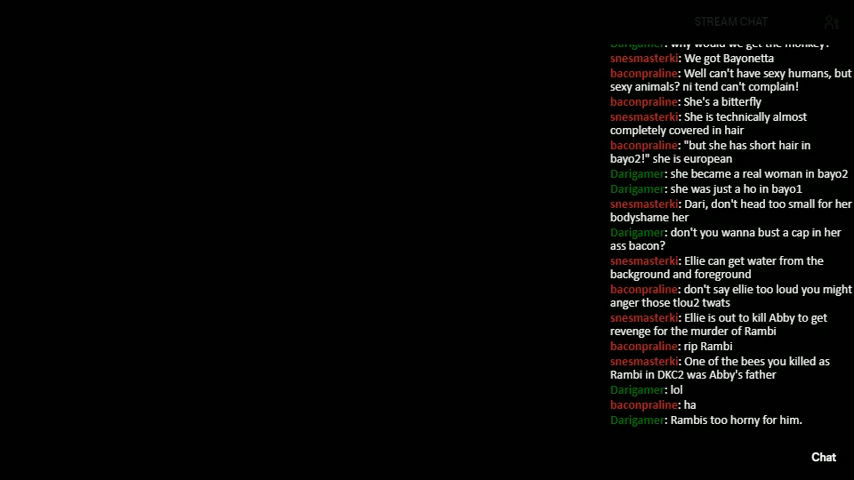 STREAM CHAT
Darigamer: why would we get the monkey?
snesmasterki: We got Bayonetta
baconpraline: Well can't have sexy humans, but
sexy animals? ni tend can't complain!
baconpraline: She's a bitterfly
snesmasterki: She is technically almost
completely covered in hair
baconpraline: "but she has short hair in
bayo2!" she is european
Darigamer: she became a real woman in bayo2
Darigamer: she was just a ho in bayo1
snesmasterki: Dari, don't head too small for her
bodyshame her
Darigamer: don't you wanna bust a cap in her
ass bacon?
snesmasterki: Ellie can get water from the
background and foreground
baconpraline: don't say ellie too loud you might
anger those tlou2 twats
snesmasterki: Ellie is out to kill Abby to get
revenge for the murder of Rambi
baconpraline: rip Rambi
snesmasterki: One of the bees you killed as
Rambi in DKC2 was Abby's father
Darigamer: lol
baconpraline: ha
Darigamer: Rambis too horny for him.
Chat